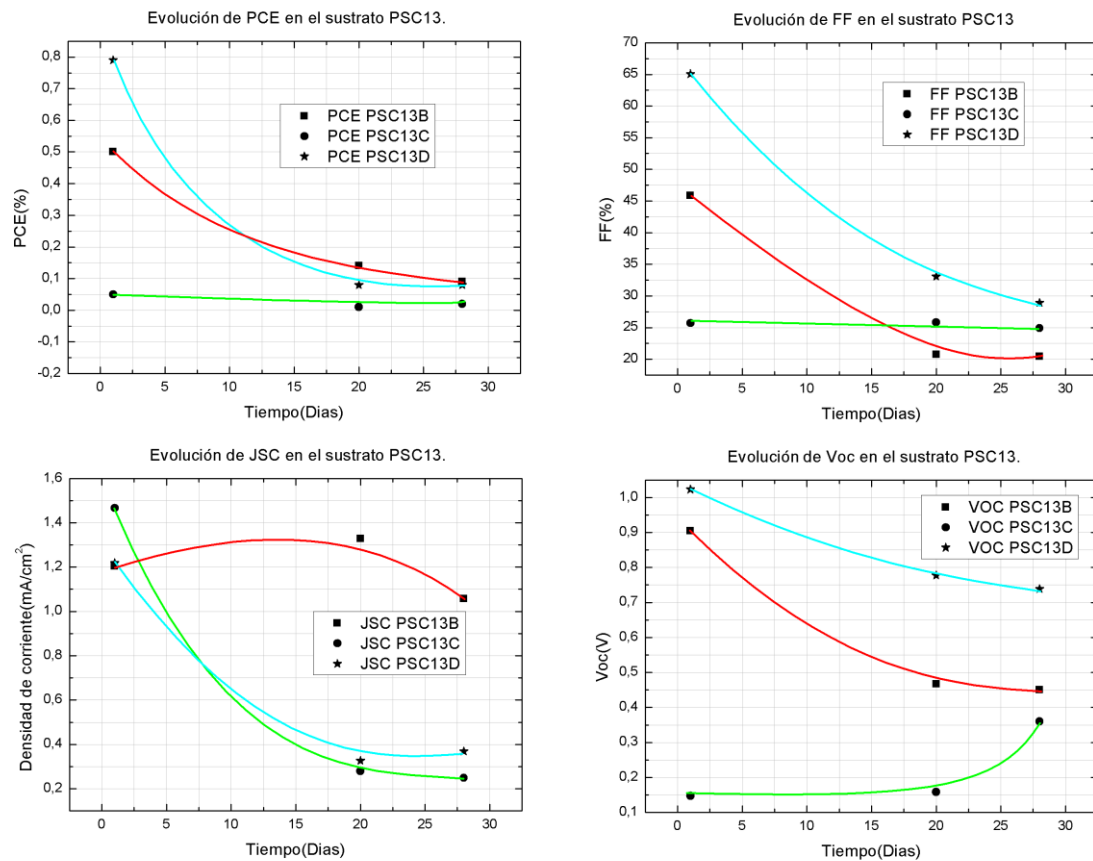 Evolución de PCE en el sustrato PSC13.
0,8
0,7
0,6
0,5
0,4
0,3
0,2
0,1
0,0
-0,1
-0,2
PCE(%)
PCE PSC13B
PCE PSC13C
PCE PSC13D
0 5 10 15 20 25 30
Tiempo(Dias)
Evolución de FF en el sustrato PSC13
70
65
60
55
50
45
40
35
30
25
20
FF(%)
FF PSC13B
FF PSC13C
FF PSC13D
0 5 10 15 20 25 30
Tiempo(Dias)
Evolución de JSC en el sustrato PSC13.
1,6
1,4
1,2
1,0
0,8
0,6
0,4
0,2
Densidad de corriente(mA/cm²)
JSC PSC13B
JSC PSC13C
JSC PSC13D
0 5 10 15 20 25 30
Tiempo(Dias)
Evolución de Voc en el sustrato PSC13.
1,0
0,9
0,8
0,7
0,6
0,5
0,4
0,3
0,2
0,1
Voc(V)
VOC PSC13B
VOC PSC13C
VOC PSC13D
0 5 10 15 20 25 30
Tiempo(Dias)